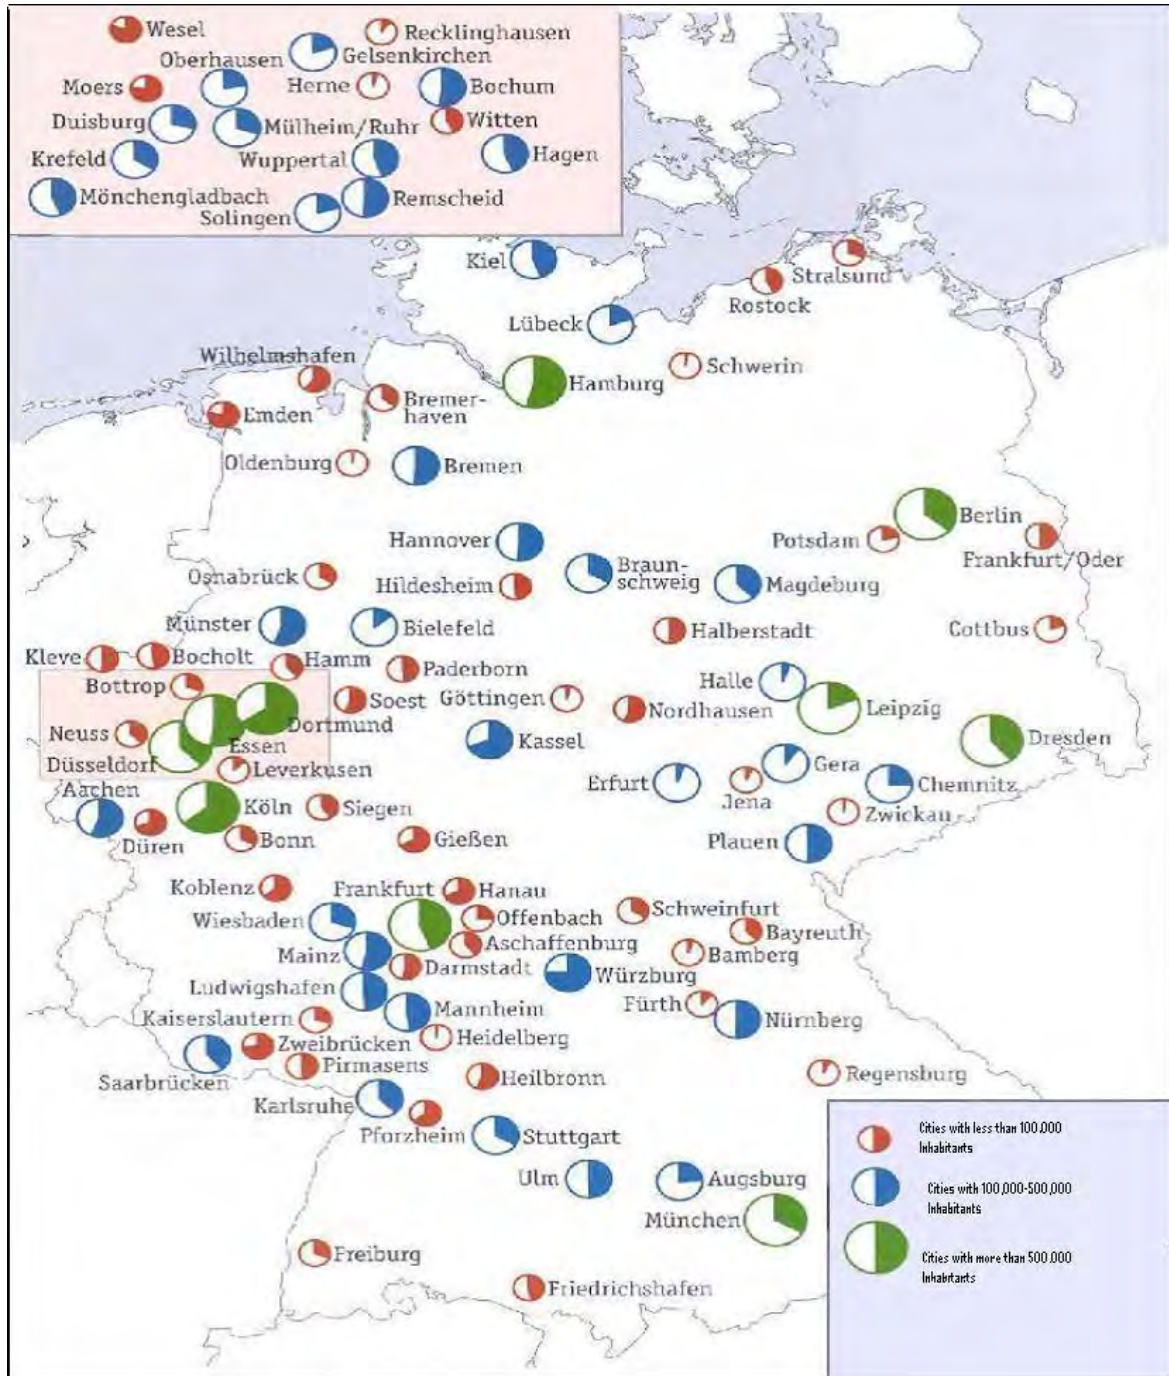 Wesel
Recklinghausen
Oberhausen
Gelsenkirchen
Moers
Herne
Bochum
Duisburg
Mülheim/Ruhr
Witten
Krefeld
Wuppertal
Hagen
Mönchengladbach
Solingen
Remscheid
Kiel
Stralsund
Rostock
Lübeck
Wilhelmshafen
Schwerin
Hamburg
Bremer-
haven
Emden
Oldenburg
Bremen
Berlin
Potsdam
Frankfurt/Oder
Hannover
Braun-
schweig
Osnabrück
Hildesheim
Magdeburg
Münster
Bielefeld
Halberstadt
Cottbus
Kleve
Bocholt
Hamm
Paderborn
Bottrop
Soest
Göttingen
Halle
Nordhausen
Leipzig
Dortmund
Neuss
Essen
Kassel
Dresden
Düsseldorf
Leverkusen
Gera
Aachen
Erfurt
Jena
Chemnitz
Köln
Siegen
Zwickau
Düren
Bonn
Gießen
Plauen
Koblenz
Frankfurt
Hanau
Wiesbaden
Offenbach
Schweinfurt
Bayreuth
Mainz
Aschaffenburg
Bamberg
Darmstadt
Würzburg
Ludwigshafen
Mannheim
Fürth
Nürnberg
Kaiserslautern
Heidelberg
Zweibrücken
Saarbrücken
Pirmasens
Heilbronn
Regensburg
Karlsruhe
Pforzheim
Stuttgart
Ulm
Augsburg
München
Freiburg
Friedrichshafen
Cities with less than 100,000
Inhabitants
Cities with 100,000-500,000
Inhabitants
Cities with more than 500,000
Inhabitants